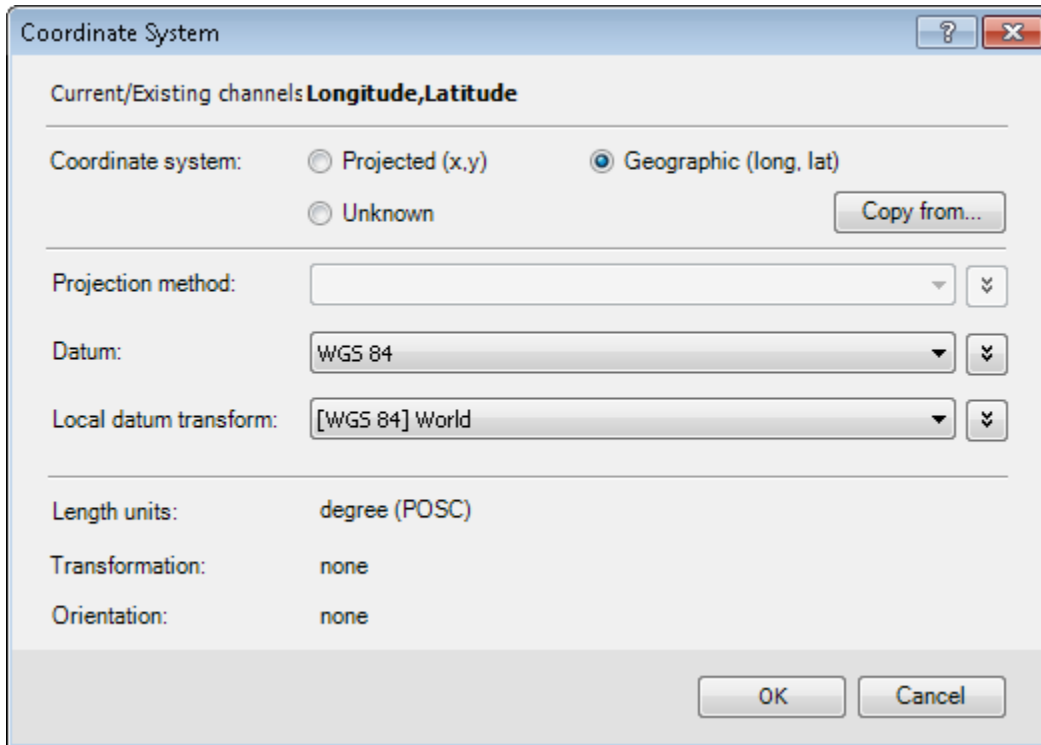 Coordinate System
Current/Existing channels Longitude,Latitude
Coordinate system: Projected (x,y) Geographic (long, lat)
Unknown Copy from...
Projection method:
Datum: WGS 84
Local datum transform: [WGS 84] World
Length units: degree (POSC)
Transformation: none
Orientation: none
OK Cancel